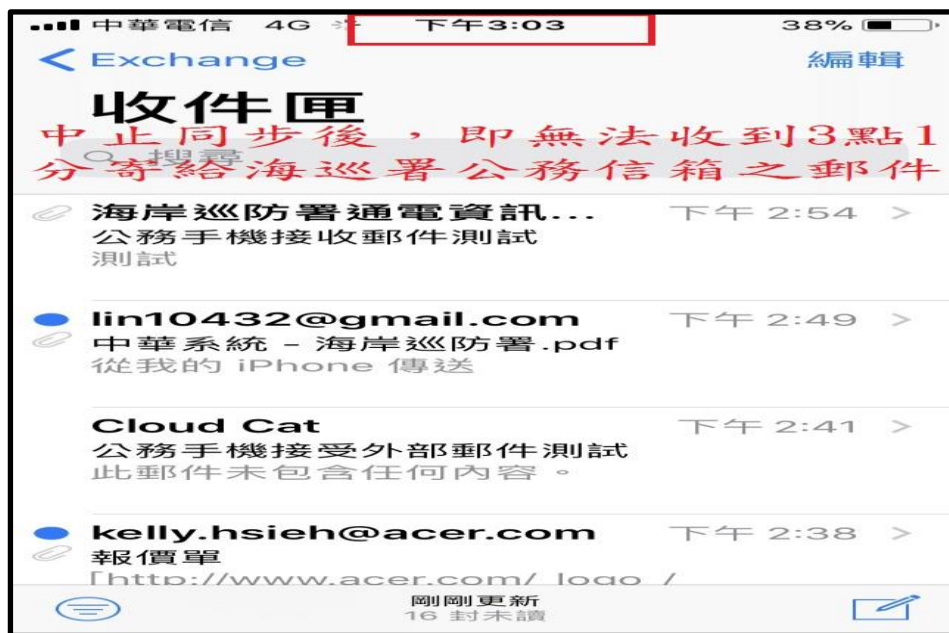 中華電信 4G 下午3:03 38%
Exchange 編輯
收件匣
中止同步後，即無法收到3點1
搜尋
分寄給海巡署公務信箱之郵件
海岸巡防署通電資訊... 下午 2:54
公務手機接收郵件測試
測試
lin10432@gmail.com 下午 2:49
中華系統 – 海岸巡防署.pdf
從我的 iPhone 傳送
Cloud Cat 下午 2:41
公務手機接受外部郵件測試
此郵件未包含任何內容。
kelly.hsieh@acer.com 下午 2:38
報價單
[http://www.acer.com/_logo_/
剛剛更新
16 封未讀